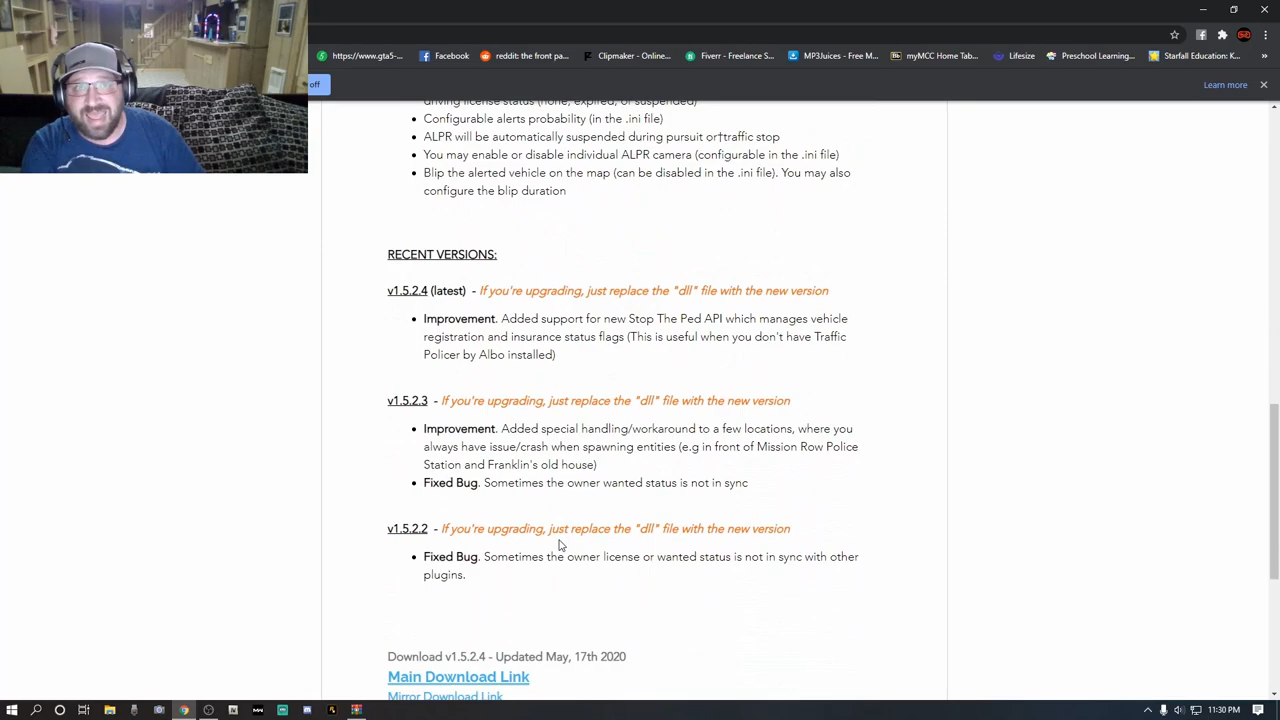 https://www.gta5-...
Facebook
reddit: the front pa...
Clipmaker - Online...
Fiverr - Freelance S...
MP3Juices - Free M...
myMCC Home Tab...
Lifesize
Preschool Learning...
Starfall Education:...
off
Learn more
driving license status (none, expired, or suspended)
Configurable alerts probability (in the .ini file)
ALPR will be automatically suspended during pursuit or traffic stop
You may enable or disable individual ALPR camera (configurable in the .ini file)
Blip the alerted vehicle on the map (can be disabled in the .ini file). You may also
configure the blip duration
RECENT VERSIONS:
v1.5.2.4 (latest) - If you're upgrading, just replace the "dll" file with the new version
Improvement. Added support for new Stop The Ped API which manages vehicle
registration and insurance status flags (This is useful when you don't have Traffic
Policer by Albo installed)
v1.5.2.3 - If you're upgrading, just replace the "dll" file with the new version
Improvement. Added special handling/workaround to a few locations, where you
always have issue/crash when spawning entities (e.g in front of Mission Row Police
Station and Franklin's old house)
Fixed Bug. Sometimes the owner wanted status is not in sync
v1.5.2.2 - If you're upgrading, just replace the "dll" file with the new version
Fixed Bug. Sometimes the owner license or wanted status is not in sync with other
plugins.
Download v1.5.2.4 - Updated May, 17th 2020
Main Download Link
Mirror Download Link
11:30 PM